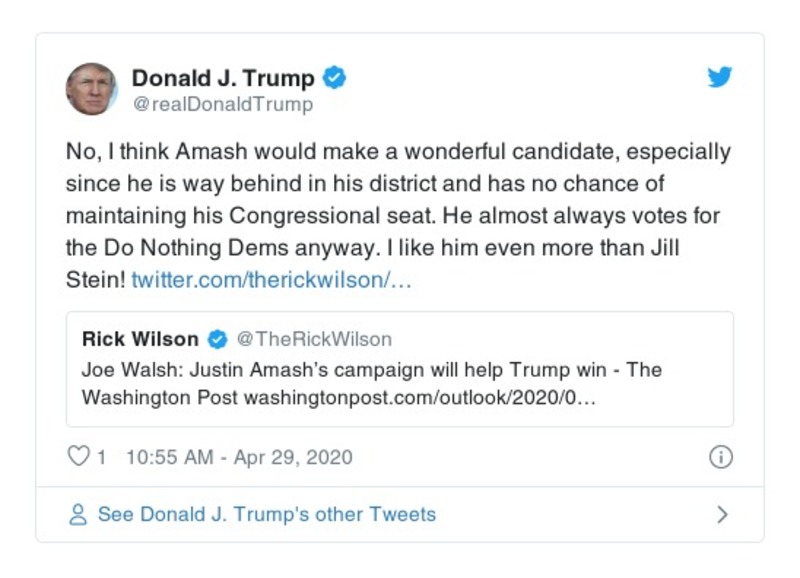 Donald J. Trump
@realDonaldTrump
No, I think Amash would make a wonderful candidate, especially
since he is way behind in his district and has no chance of
maintaining his Congressional seat. He almost always votes for
the Do Nothing Dems anyway. I like him even more than Jill
Stein! twitter.com/therickwilson/…
Rick Wilson @TheRickWilson
Joe Walsh: Justin Amash’s campaign will help Trump win - The
Washington Post washingtonpost.com/outlook/2020/0…
1 10:55 AM - Apr 29, 2020
See Donald J. Trump's other Tweets